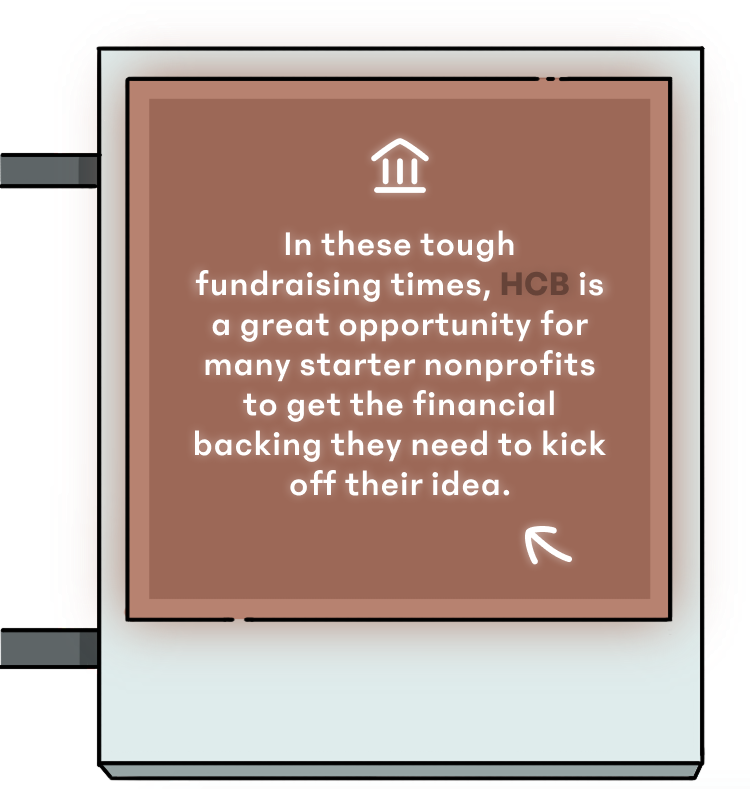 In these tough
fundraising times, HCB is
a great opportunity for
many starter nonprofits
to get the financial
backing they need to kick
off their idea.